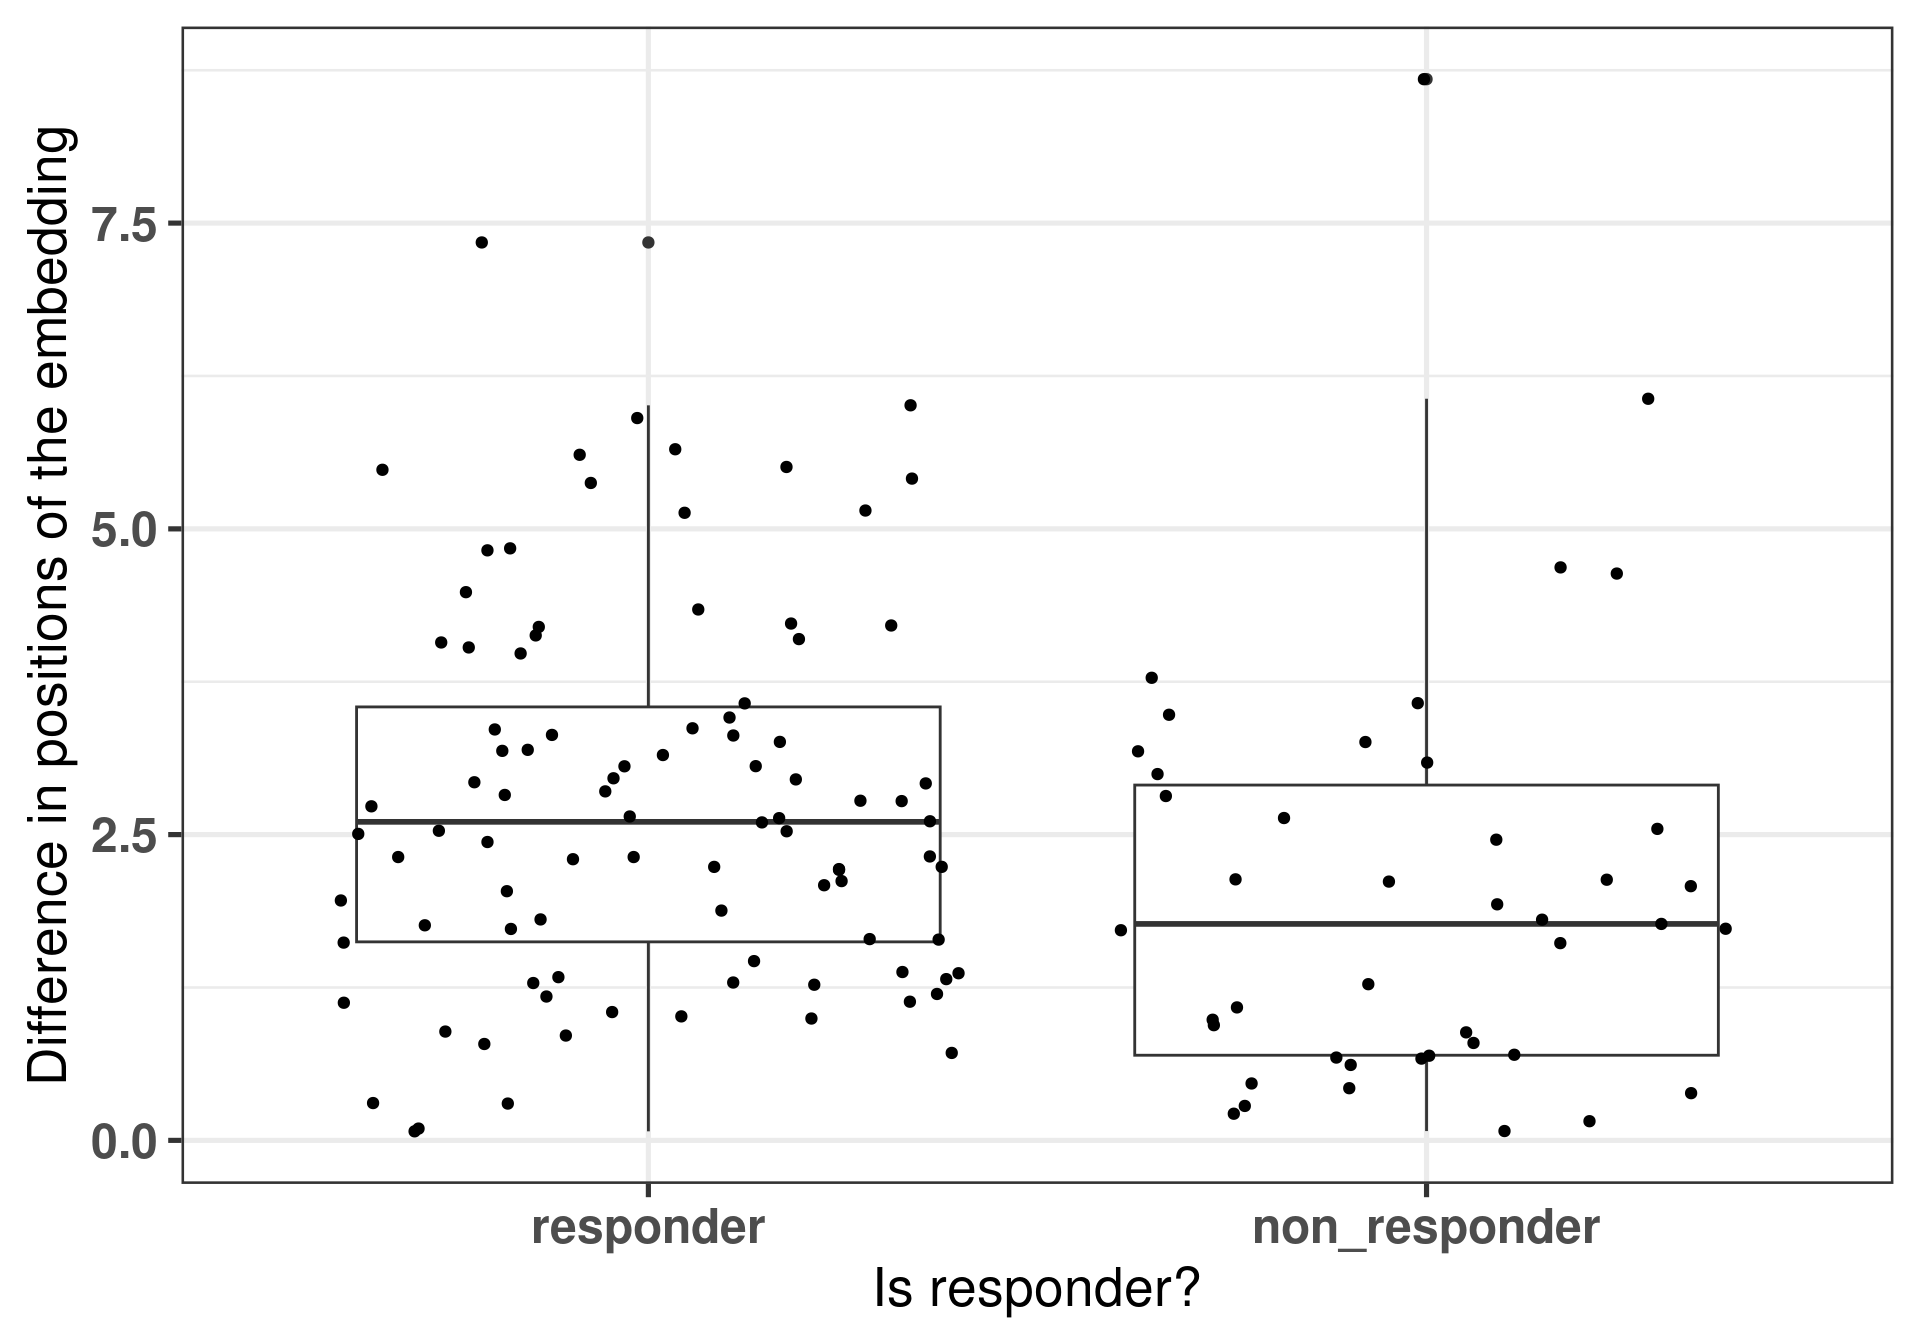 Difference in positions of the embedding
7.5
5.0
2.5
0.0
responder
non_responder
Is responder?